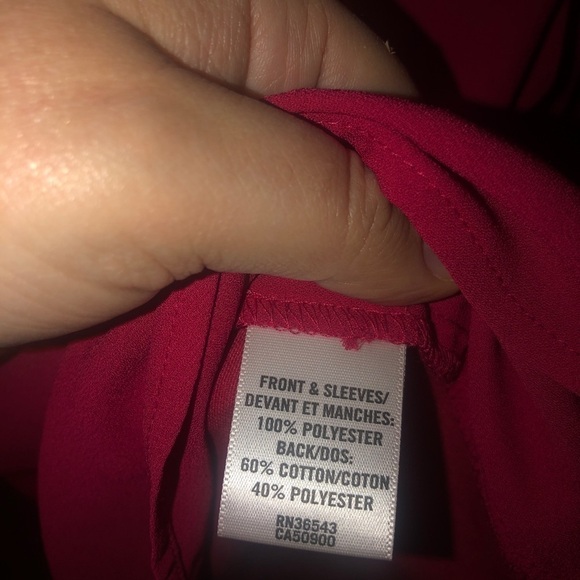 FRONT & SLEEVES/
DEVANT ET MANCHES:
100% POLYESTER
BACK/DOS:
60% COTTON/COTON
40% POLYESTER
RN36543
CA50900